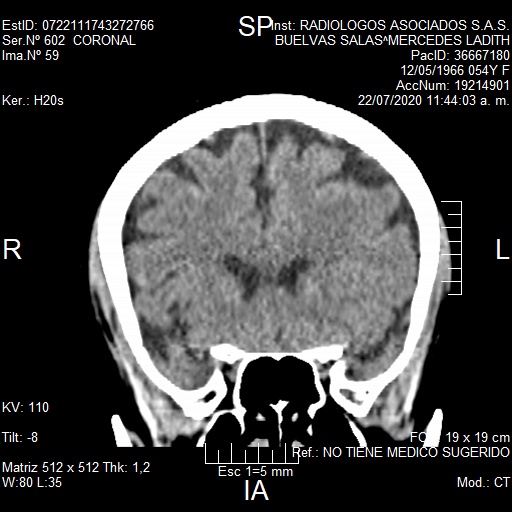 EstID: 0722111743272766
Ser.Nº 602 CORONAL
Ima.Nº 59
Ker.: H20s
SP
Inst: RADIOLOGOS ASOCIADOS S.A.S.
BUELVAS SALAS^MERCEDES LADITH
PacID: 36667180
12/05/1966 054Y F
AccNum: 19214901
22/07/2020 11:44:03 a. m.
R
L
KV: 110
Tilt: -8
Matriz 512 x 512 Thk: 1,2
W:80 L:35
Esc 1=5 mm
IA
19 x 19 cm
Ref.: NO TIENE MEDICO SUGERIDO
Mod.: CT